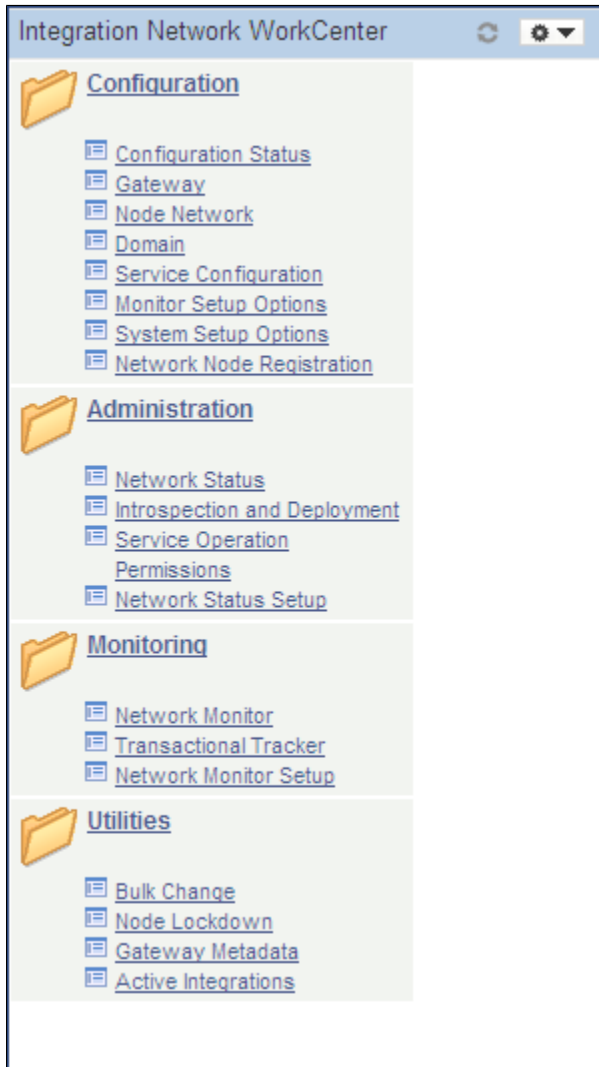 Integration Network WorkCenter
Configuration
Configuration Status
Gateway
Node Network
Domain
Service Configuration
Monitor Setup Options
System Setup Options
Network Node Registration
Administration
Network Status
Introspection and Deployment
Service Operation
Permissions
Network Status Setup
Monitoring
Network Monitor
Transactional Tracker
Network Monitor Setup
Utilities
Bulk Change
Node Lockdown
Gateway Metadata
Active Integrations